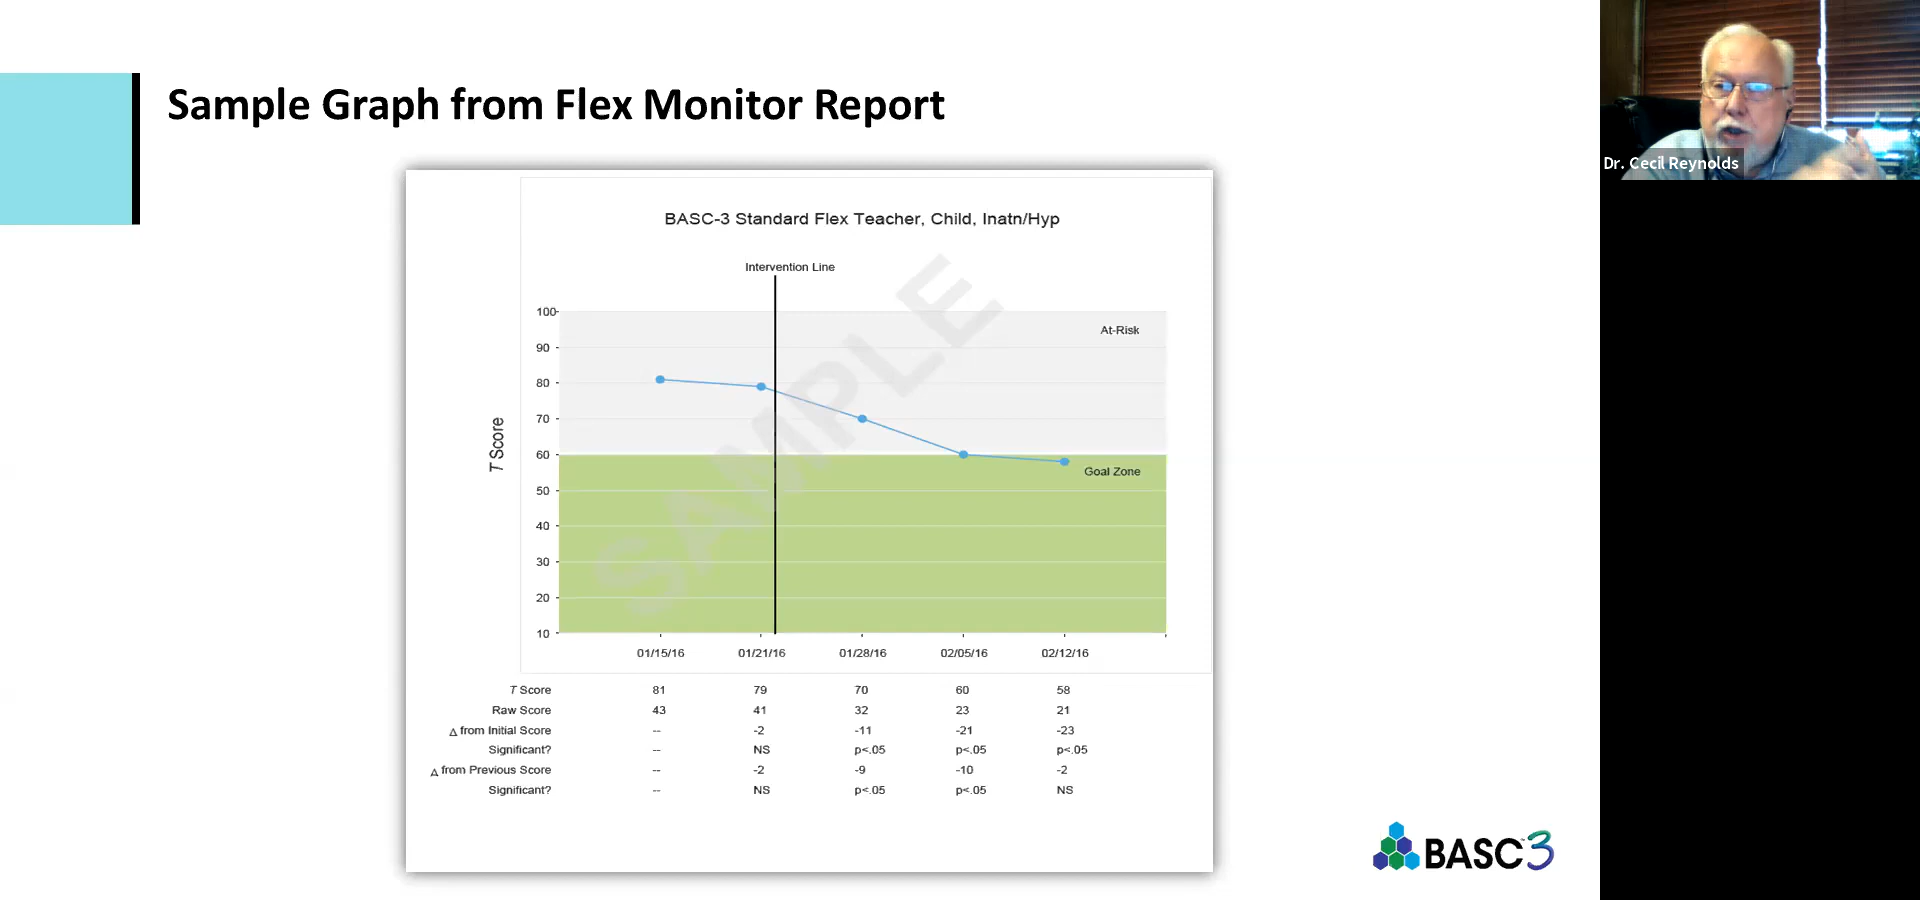 Sample Graph from Flex Monitor Report
Dr. Cecil Reynolds
BASC-3 Standard Flex Teacher, Child, Inatn/Hyp
Intervention Line
100
At-Risk
90
80
70
60
Goal Zone
50
40
30
20
10
T Score
SAMPLE
01/15/16 01/21/16 01/28/16 02/05/16 02/12/16
T Score 81 79 70 60 58
Raw Score 43 41 32 23 21
Δ from Initial Score -- -2 -11 -21 -23
Significant? -- NS p<.05 p<.05 p<.05
Δ from Previous Score -- -2 -9 -10 -2
Significant? -- NS p<.05 p<.05 NS
BASC™3